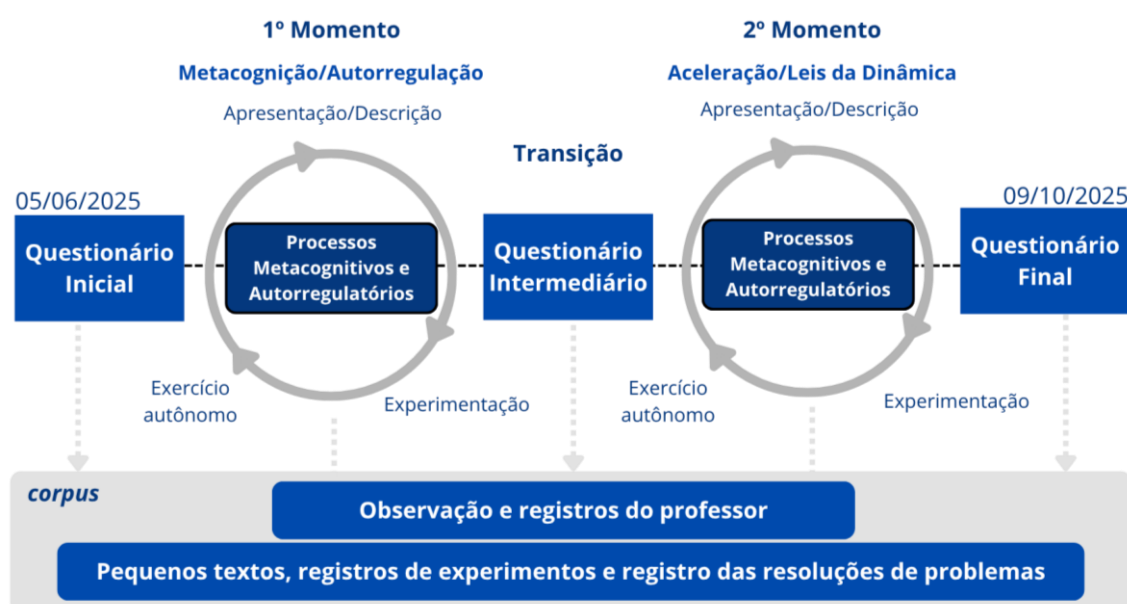 1º Momento
2º Momento
Metacognição/Autorregulação
Aceleração/Leis da Dinâmica
Apresentação/Descrição
Apresentação/Descrição
Transição
05/06/2025
09/10/2025
Questionário
Inicial
Processos
Metacognitivos e
Autorregulatórios
Questionário
Intermediário
Processos
Metacognitivos e
Autorregulatórios
Questionário
Final
Exercício
autônomo
Experimentação
Exercício
autônomo
Experimentação
corpus
Observação e registros do professor
Pequenos textos, registros de experimentos e registro das resoluções de problemas